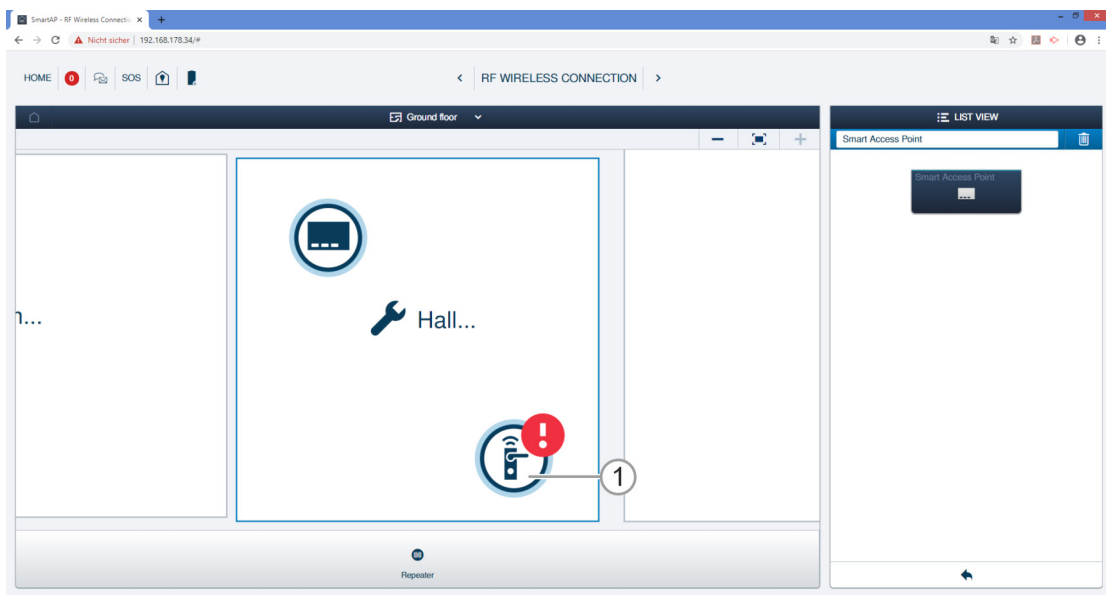 SmartAP - RF Wireless Connectio
Nicht sicher | 192.168.178.34/#
HOME 0 SOS
RF WIRELESS CONNECTION
Ground floor
LIST VIEW
Smart Access Point
Smart Access Point
n...
Hall...
1
Repeater